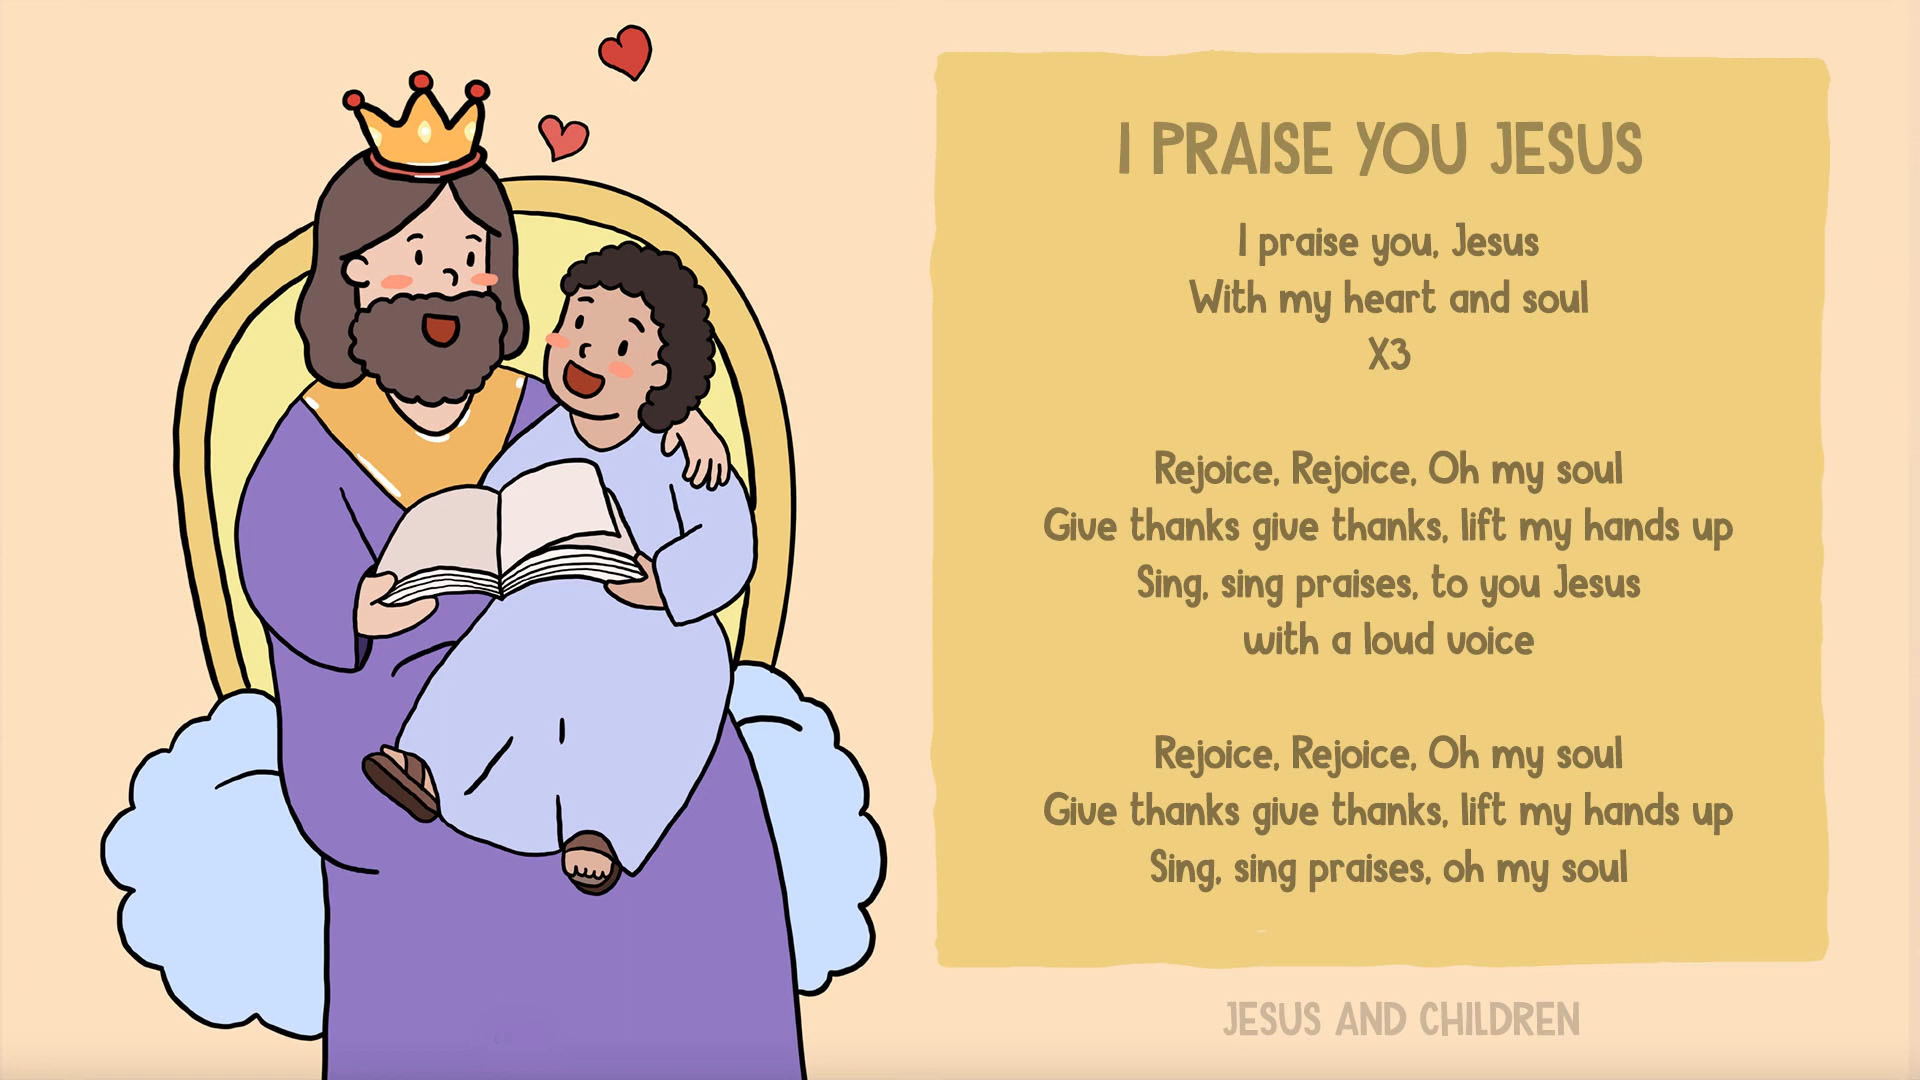 I PRAISE YOU JESUS
I praise you, Jesus
With my heart and soul
X3
Rejoice, Rejoice, Oh my soul
Give thanks give thanks, lift my hands up
Sing, sing praises, to you Jesus
with a loud voice
Rejoice, Rejoice, Oh my soul
Give thanks give thanks, lift my hands up
Sing, sing praises, oh my soul
JESUS AND CHILDREN